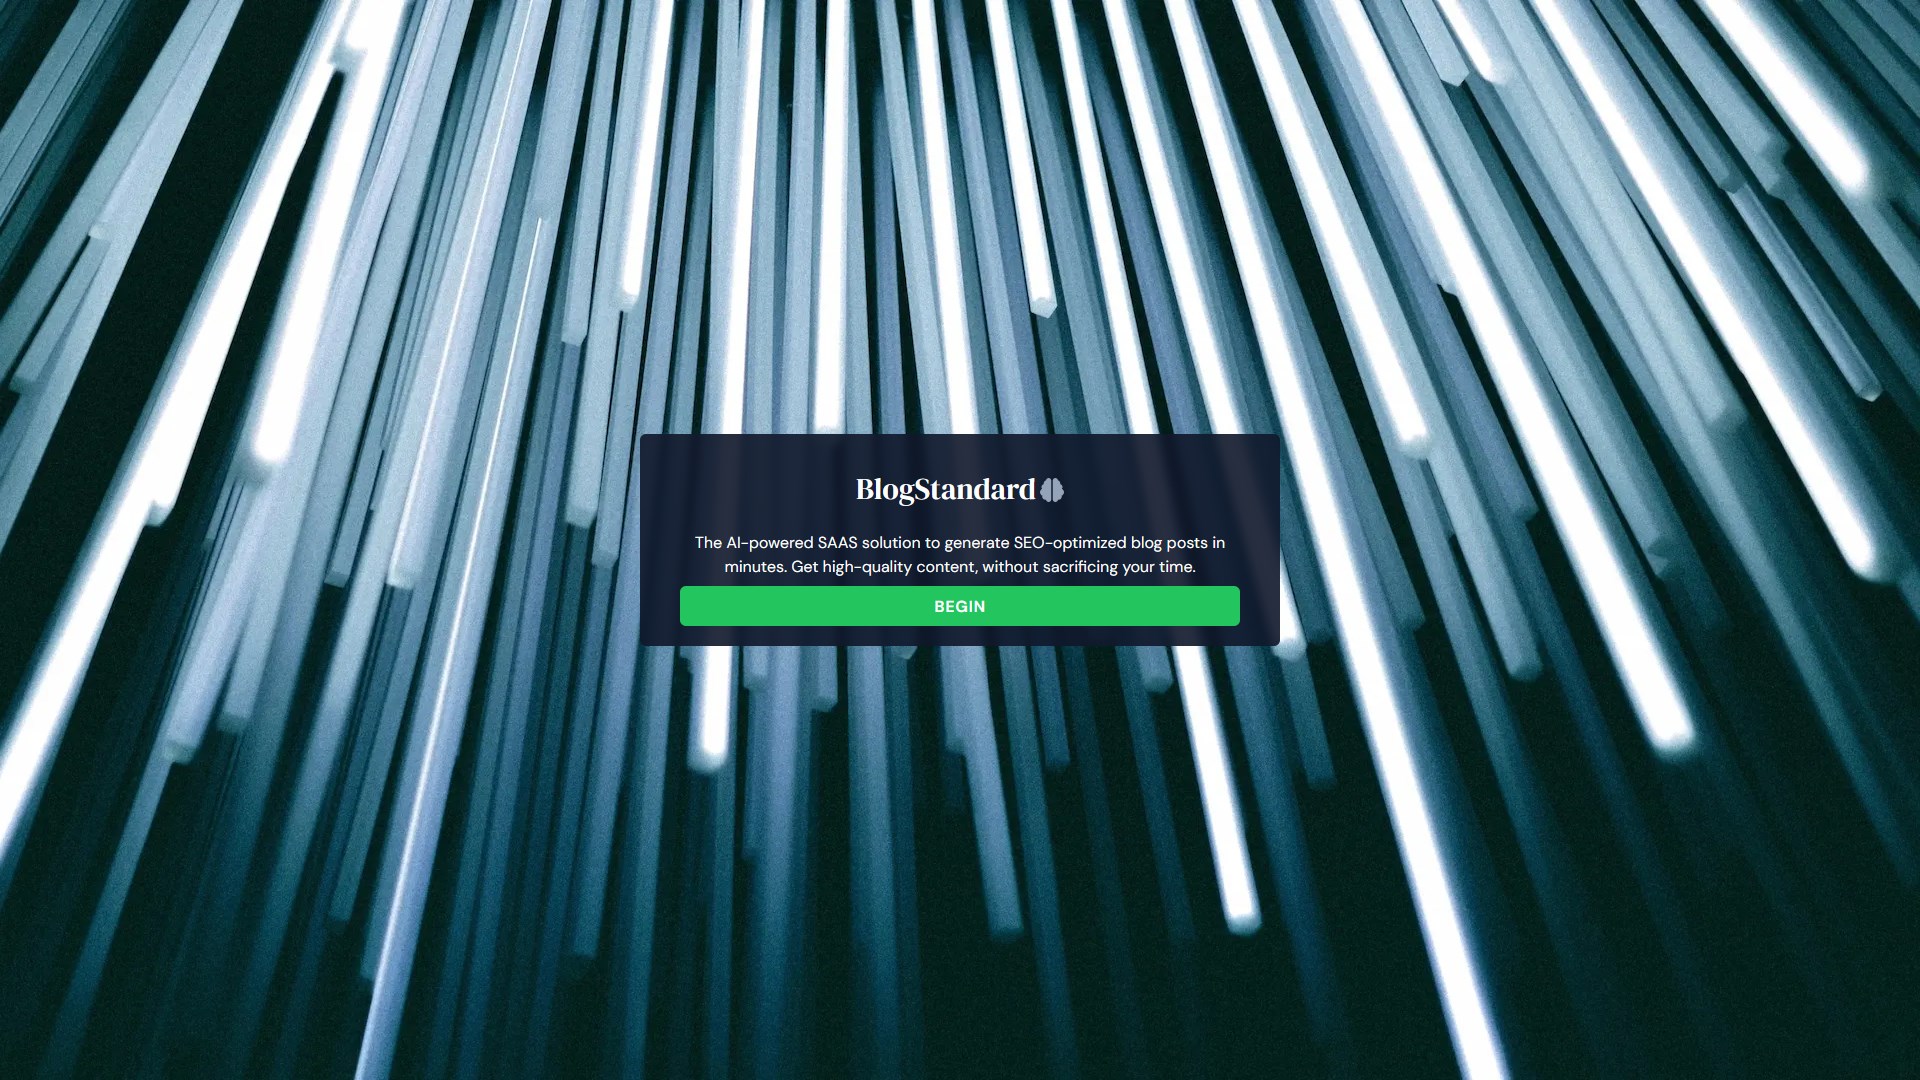 BlogStandard
The AI-powered SAAS solution to generate SEO-optimized blog posts in
minutes. Get high-quality content, without sacrificing your time.
BEGIN